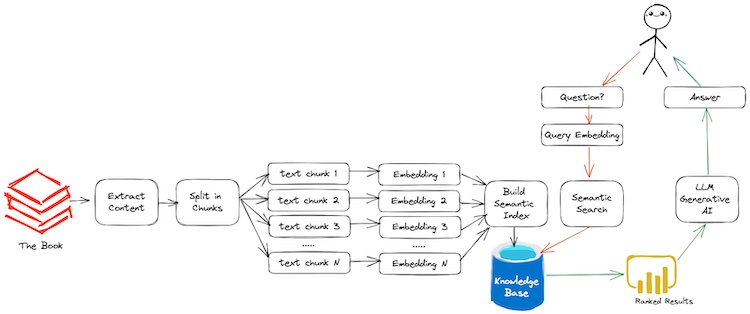 Question?
Answer
Query Embedding
The Book
Extract
Content
Split in
Chunks
text chunk 1
text chunk 2
text chunk 3
.....
text chunk N
Embedding 1
Embedding 2
Embedding 3
.....
Embedding N
Build
Semantic
Index
Semantic
Search
LLM
Generative
AI
Knowledge
Base
Ranked Results